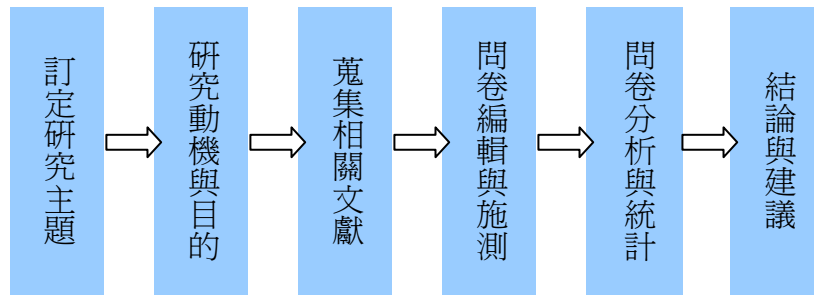 訂定研究主題
研究動機與目的
蒐集相關文獻
問卷編輯與施測
問卷分析與統計
結論與建議